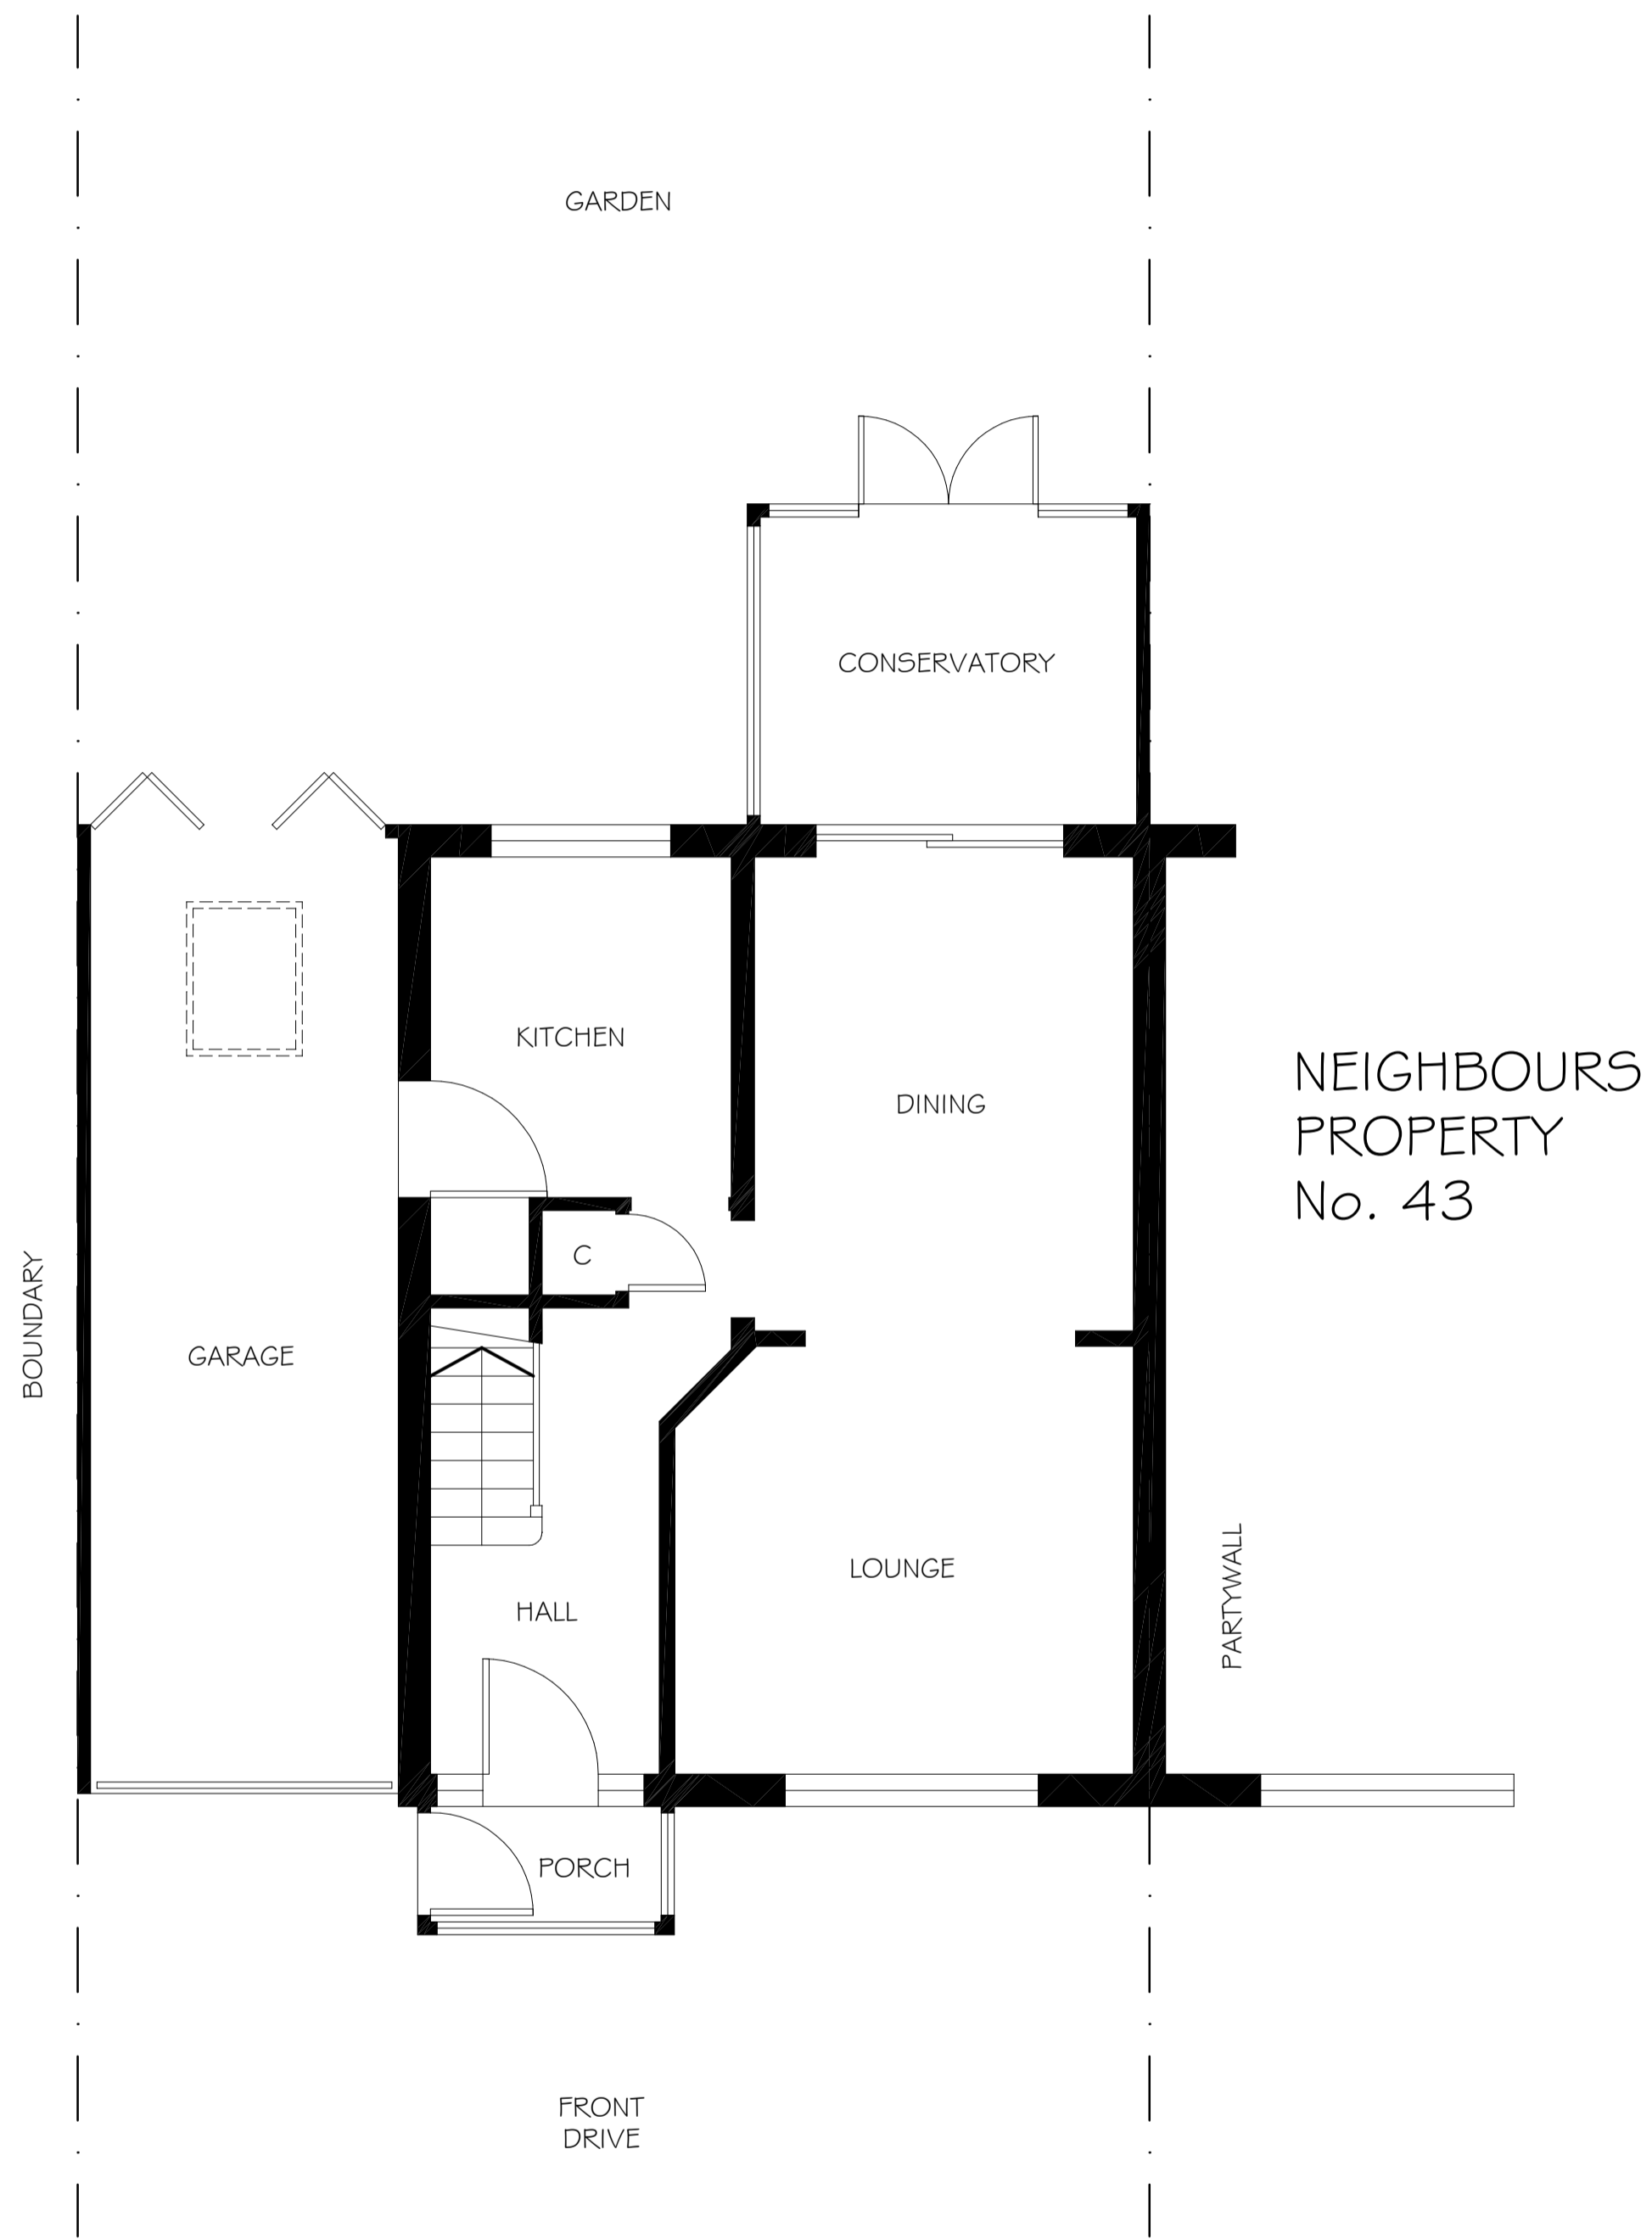 GARDEN
CONSERVATORY
KITCHEN
DINING
NEIGHBOURS
PROPERTY
No. 43
C
BOUNDARY
GARAGE
LOUNGE
HALL
PARTYWALL
PORCH
FRONT
DRIVE